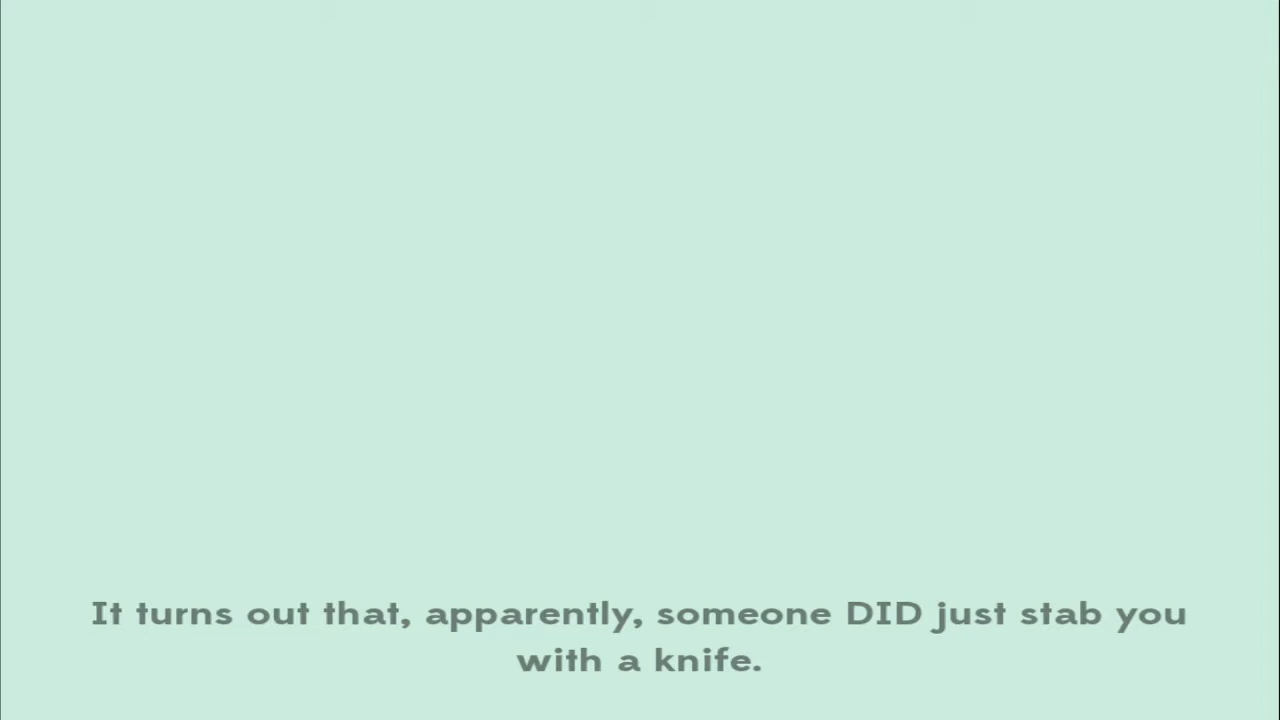 It turns out that, apparently, someone DID just stab you
with a knife.